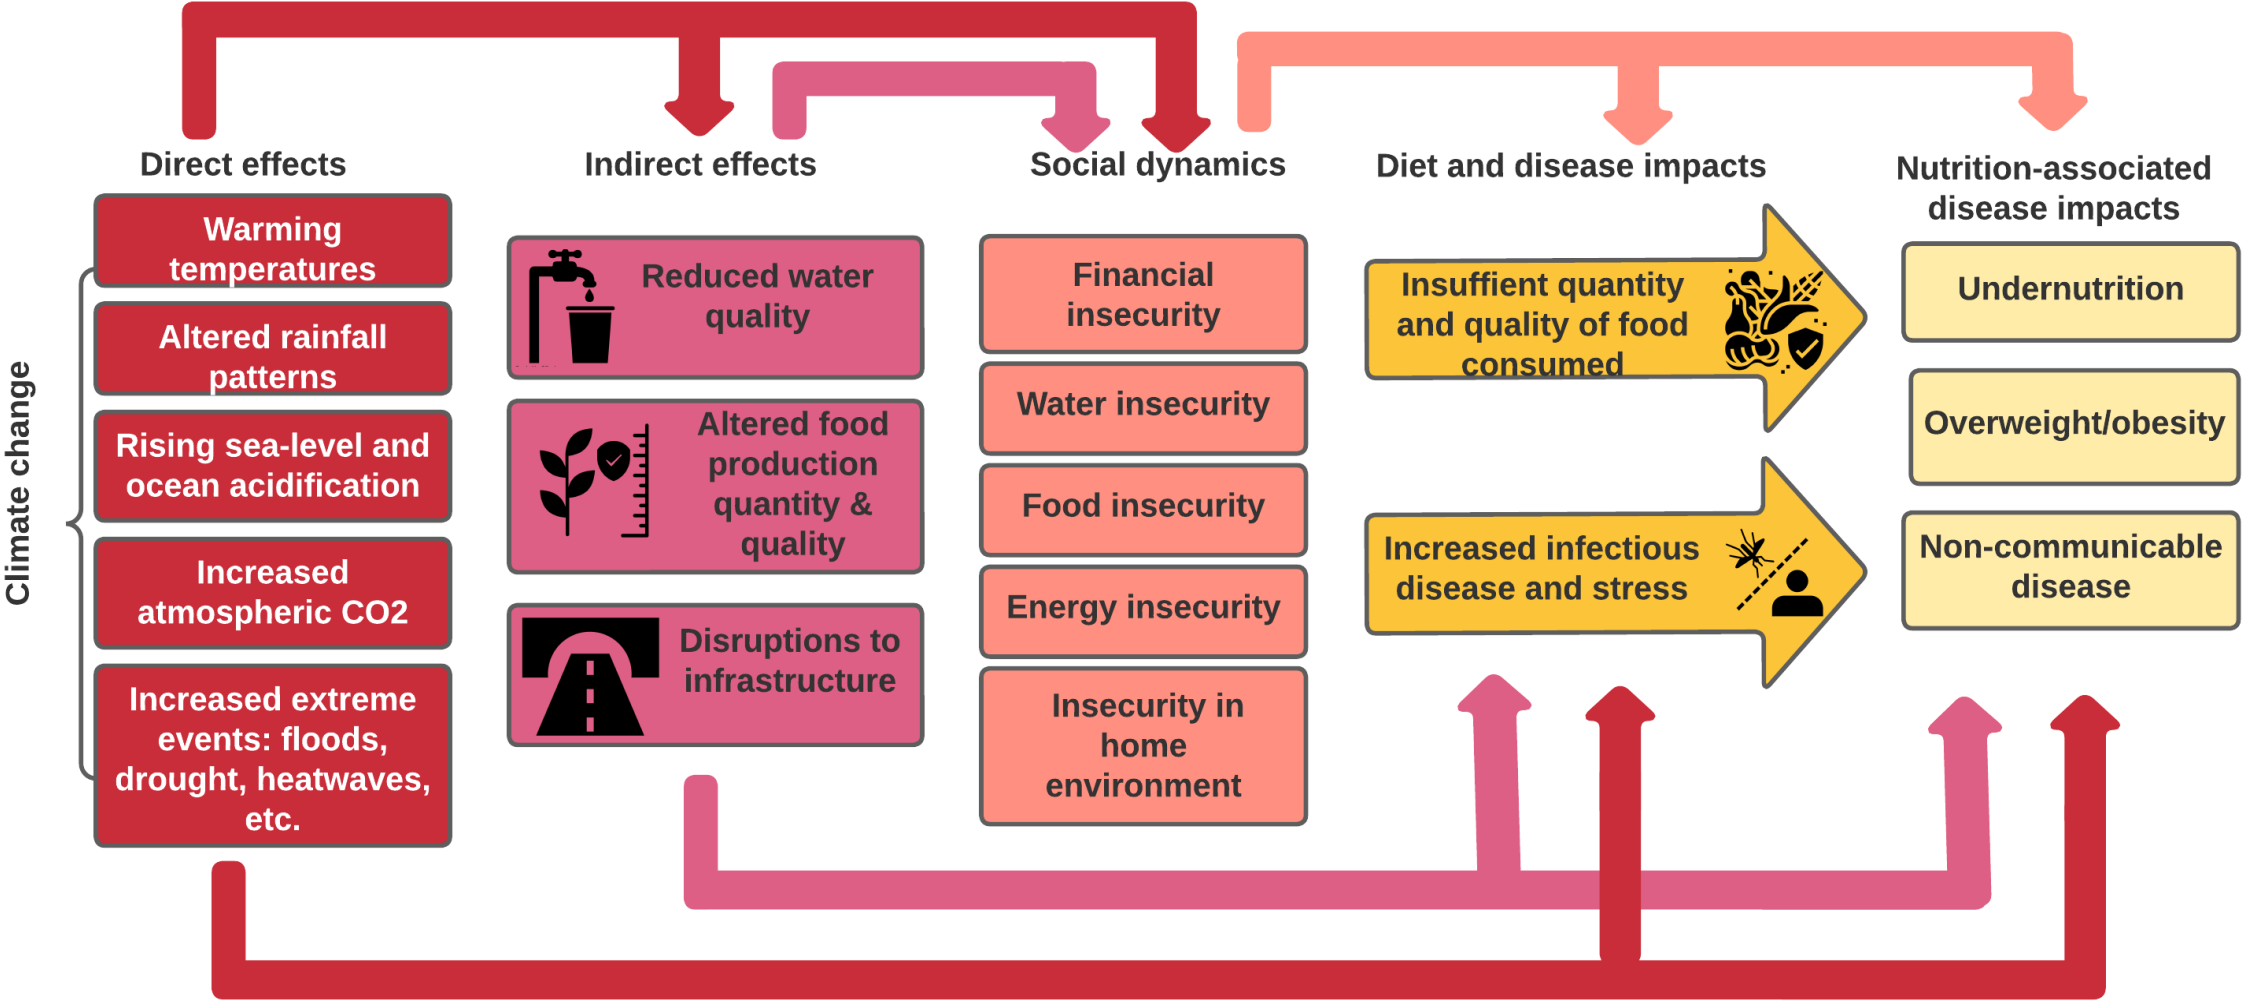 Climate change
Direct effects
Warming
temperatures
Altered rainfall
patterns
Rising sea-level and
ocean acidification
Increased
atmospheric CO2
Increased extreme
events: floods,
drought, heatwaves,
etc.
Indirect effects
Reduced water
quality
Altered food
production
quantity &
quality
Disruptions to
infrastructure
Social dynamics
Financial
insecurity
Water insecurity
Food insecurity
Energy insecurity
Insecurity in
home
environment
Diet and disease impacts
Insuffient quantity
and quality of food
consumed
Increased infectious
disease and stress
Nutrition-associated
disease impacts
Undernutrition
Overweight/obesity
Non-communicable
disease